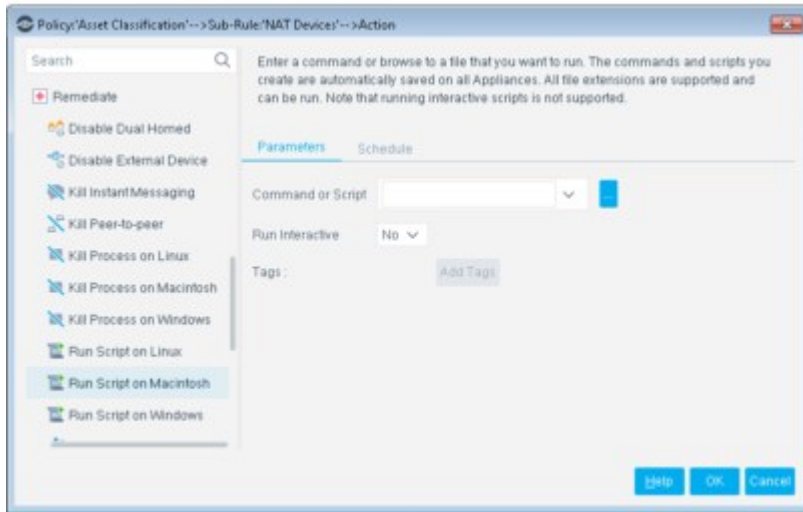 Policy:'Asset Classification'-->Sub-Rule:'NAT Devices'-->Action
Search
Remediate
Disable Dual Homed
Disable External Device
Kill Instant Messaging
Kill Peer-to-peer
Kill Process on Linux
Kill Process on Macintosh
Kill Process on Windows
Run Script on Linux
Run Script on Macintosh
Run Script on Windows
Enter a command or browse to a file that you want to run. The commands and scripts you
create are automatically saved on all Appliances. All file extensions are supported and
can be run. Note that running interactive scripts is not supported.
Parameters Schedule
Command or Script
...
Run Interactive No
Tags : Add Tags
Help OK Cancel